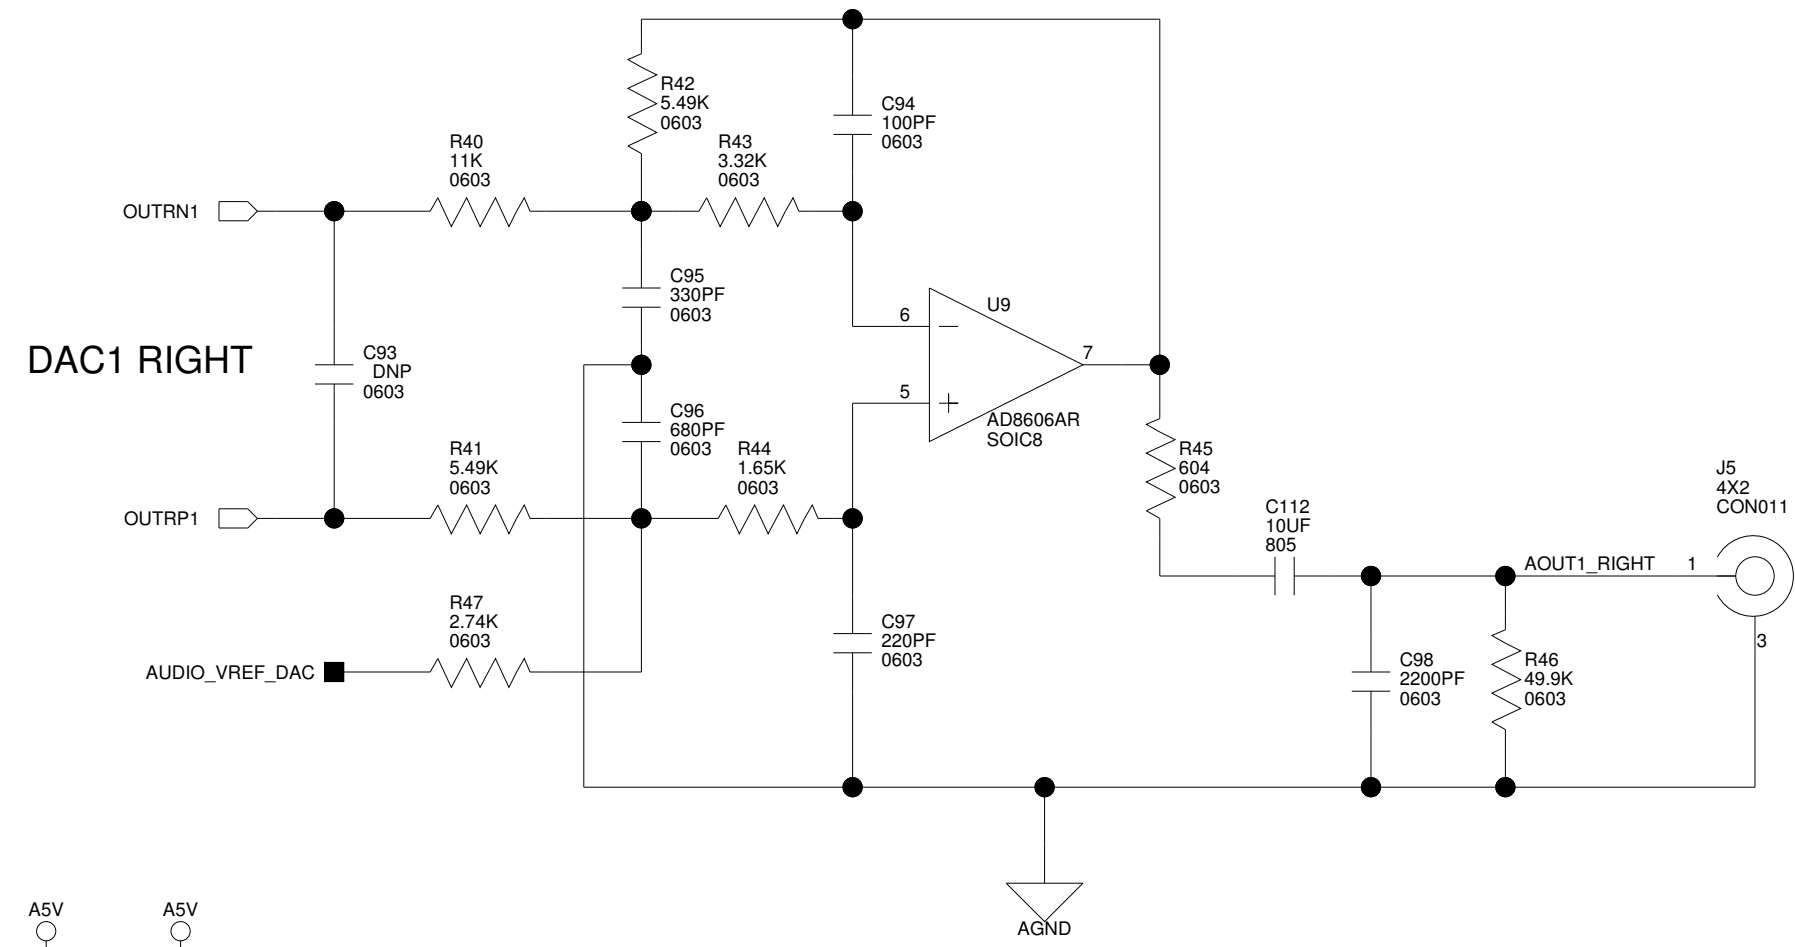 R42
5.49K
0603
C94
100PF
0603
R40
11K
0603
R43
3.32K
0603
OUTRN1
C95
330PF
0603
U9
6
DAC1 RIGHT
C93
DNP
0603
7
5
C96
680PF
0603
AD8606AR
SOIC8
R41
5.49K
0603
R44
1.65K
0603
R45
604
0603
J5
4X2
CON011
OUTRP1
C112
10UF
805
AOUT1_RIGHT
1
R47
2.74K
0603
C97
220PF
0603
3
AUDIO_VREF_DAC
C98
2200PF
0603
R46
49.9K
0603
A5V
A5V
AGND